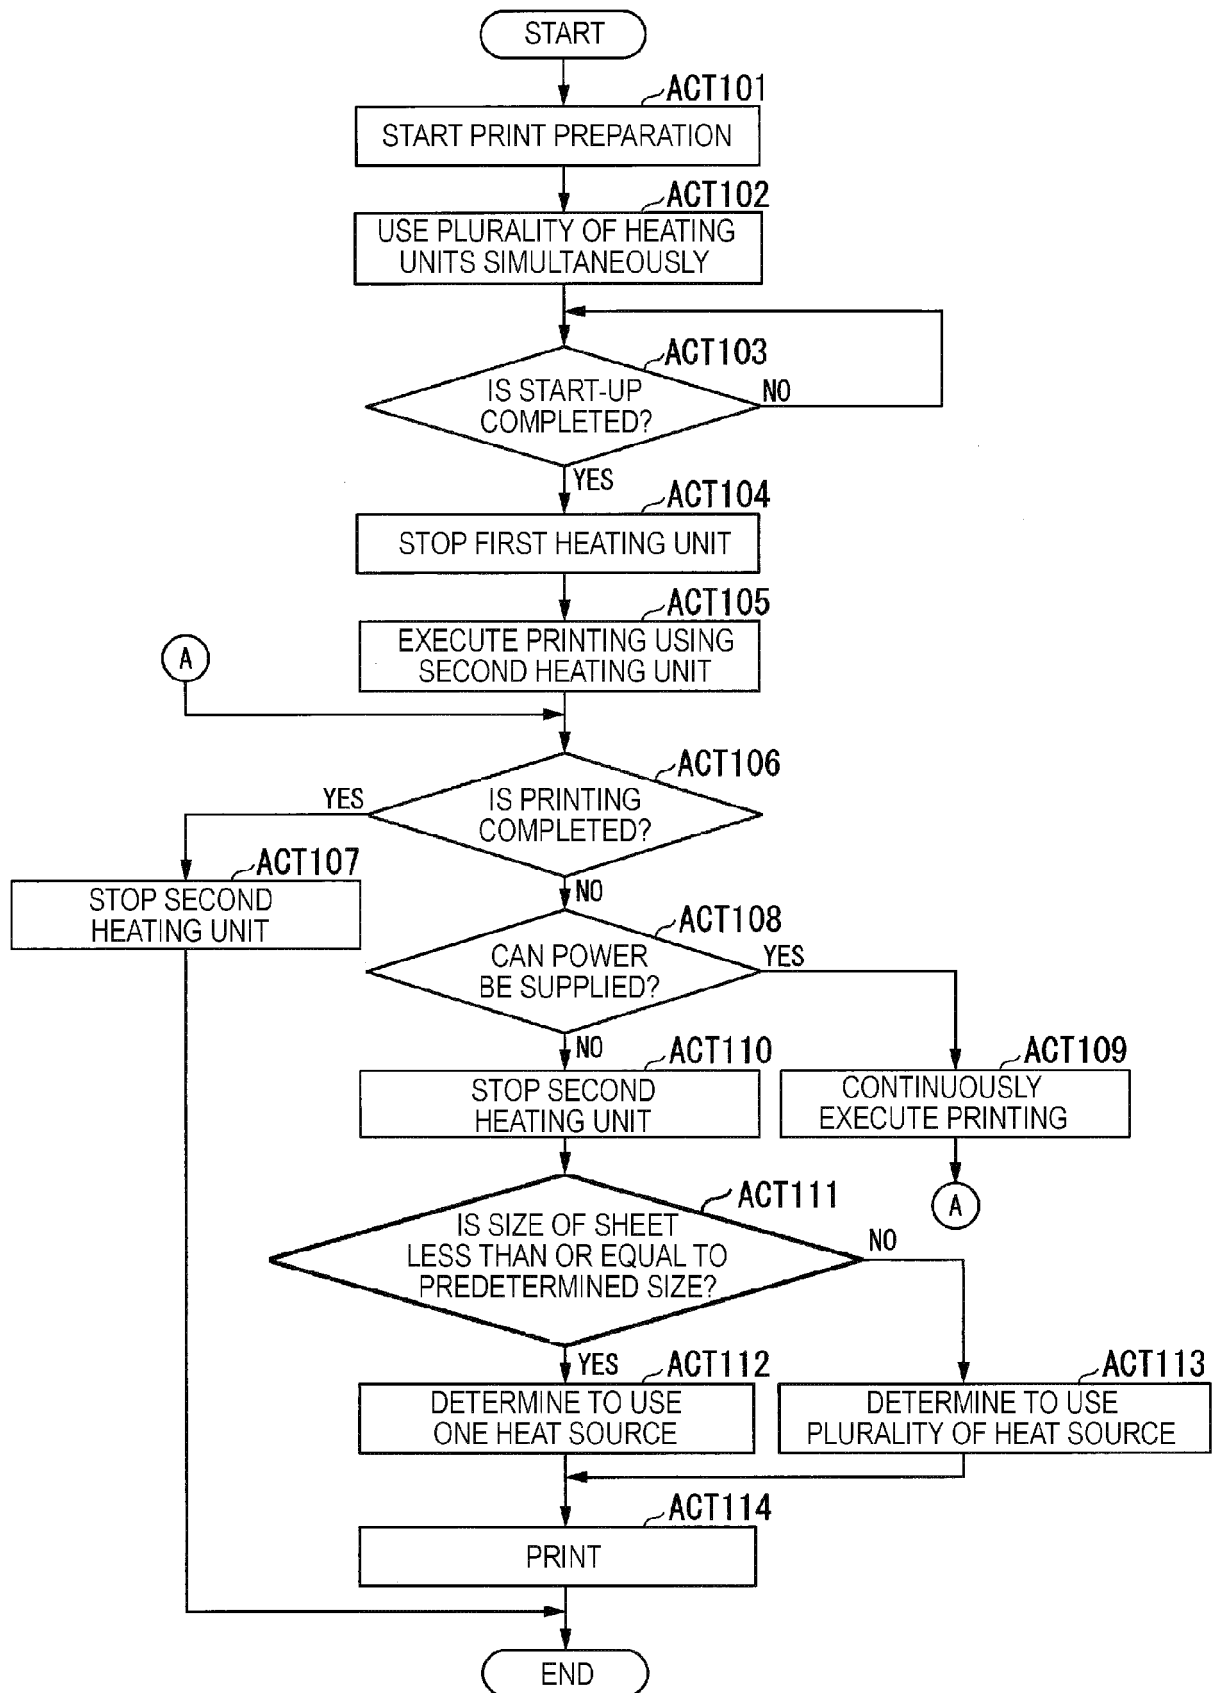 START
ACT101
START PRINT PREPARATION
ACT102
USE PLURALITY OF HEATING
UNITS SIMULTANEOUSLY
ACT103
IS START-UP
COMPLETED?
NO
YES
ACT104
STOP FIRST HEATING UNIT
ACT105
EXECUTE PRINTING USING
SECOND HEATING UNIT
A
ACT106
IS PRINTING
COMPLETED?
YES
NO
ACT107
STOP SECOND
HEATING UNIT
ACT108
CAN POWER
BE SUPPLIED?
YES
NO
ACT109
CONTINUOUSLY
EXECUTE PRINTING
A
ACT110
STOP SECOND
HEATING UNIT
ACT111
IS SIZE OF SHEET
LESS THAN OR EQUAL TO
PREDETERMINED SIZE?
NO
YES
ACT112
DETERMINE TO USE
ONE HEAT SOURCE
ACT113
DETERMINE TO USE
PLURALITY OF HEAT SOURCE
ACT114
PRINT
END